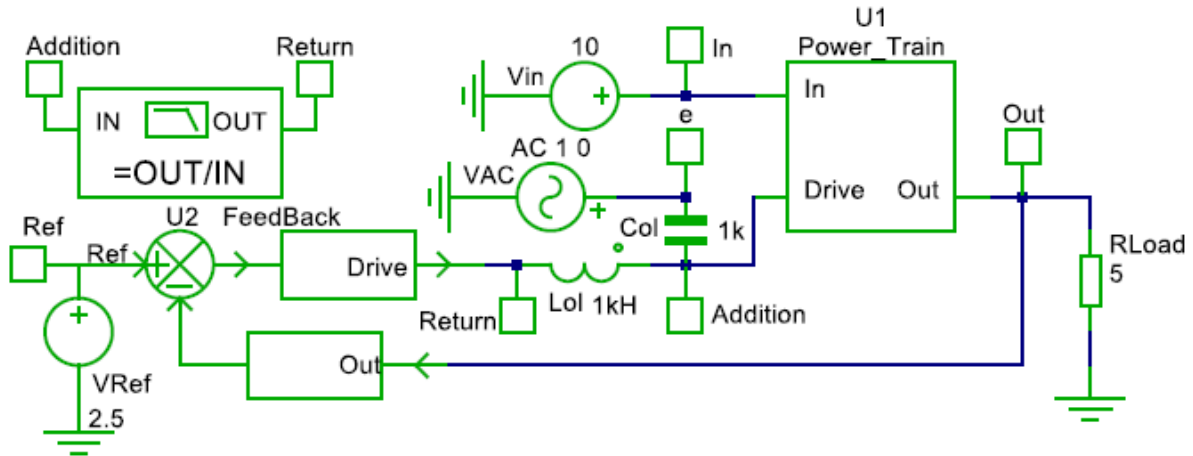 U1
Power_Train
Addition
Return
10
In
Vin
+
In
IN
OUT
=OUT/IN
e
Out
AC 1 0
VAC
+
Drive
Out
Ref
U2
FeedBack
Col
1k
Ref
+
Drive
RLoad
5
Lol
1kH
Return
Addition
+
Out
VRef
2.5